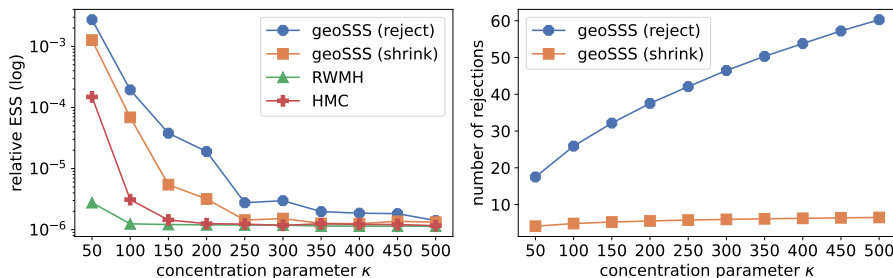 relative ESS (log)
10⁻³
10⁻⁴
10⁻⁵
10⁻⁶
geoSSS (reject)
geoSSS (shrink)
RWMH
HMC
50 100 150 200 250 300 350 400 450 500
concentration parameter κ
number of rejections
60
50
40
30
20
10
geoSSS (reject)
geoSSS (shrink)
50 100 150 200 250 300 350 400 450 500
concentration parameter κ